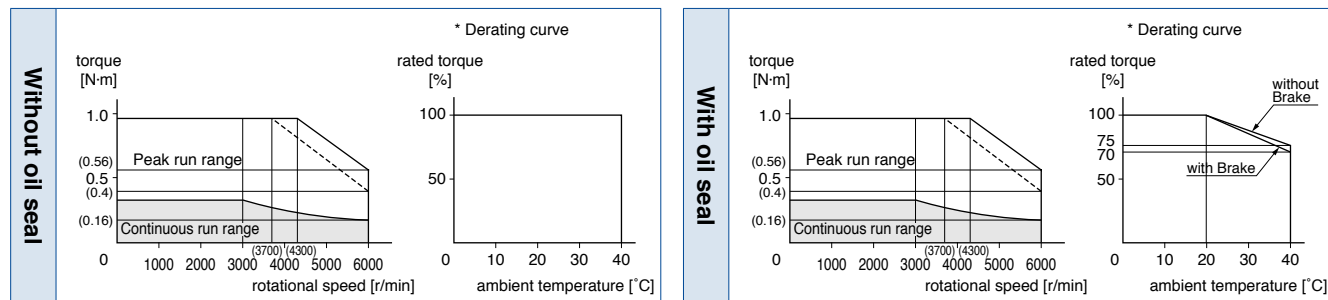 Without oil seal
* Derating curve
torque
[N·m]
1.0
(0.56)
0.5
(0.4)
(0.16)
0
Peak run range
Continuous run range
(3700) (4300)
1000 2000 3000 4000 5000 6000
rotational speed [r/min]
rated torque
[%]
100
50
0 10 20 30 40
ambient temperature [˚C]
With oil seal
* Derating curve
torque
[N·m]
1.0
(0.56)
0.5
(0.4)
(0.16)
0
Peak run range
Continuous run range
(3700) (4300)
1000 2000 3000 4000 5000 6000
rotational speed [r/min]
rated torque
[%]
without
Brake
100
75
70
with Brake
50
0 10 20 30 40
ambient temperature [˚C]